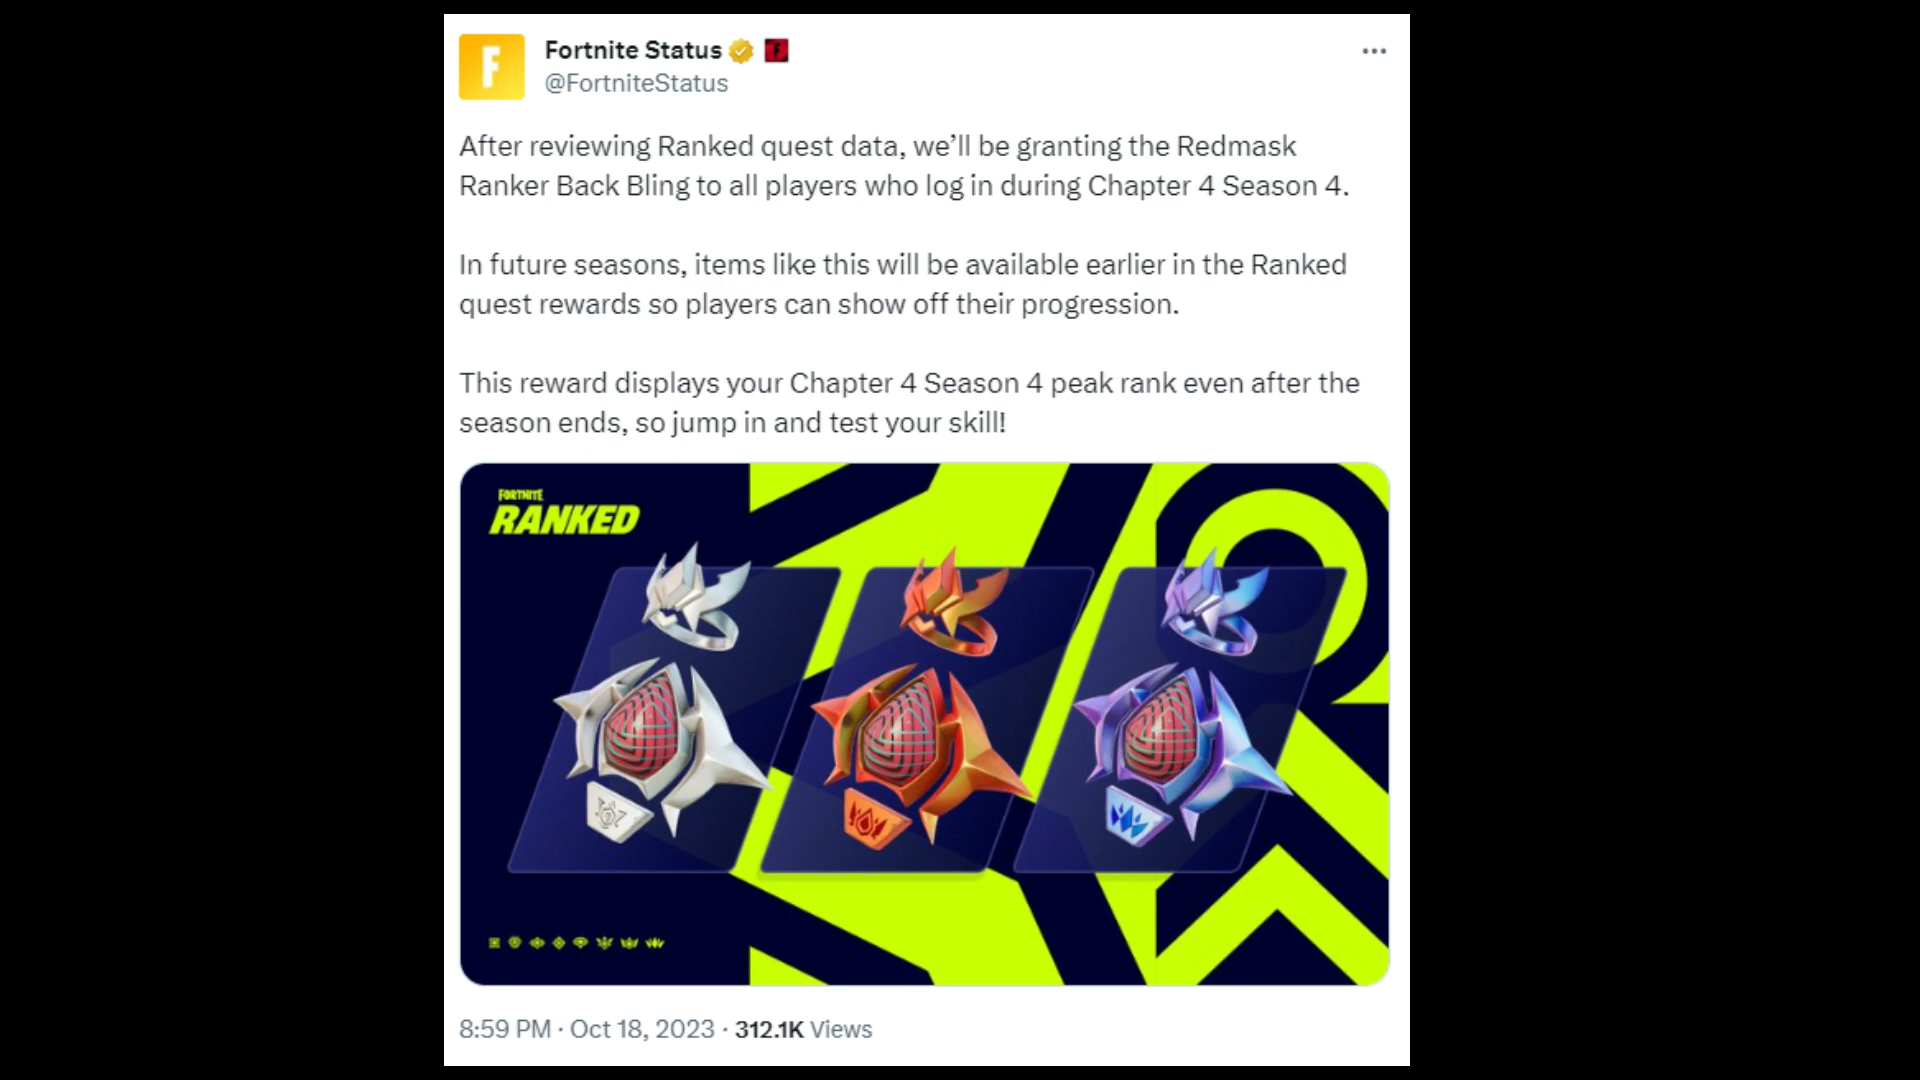 Fortnite Status
@FortniteStatus
After reviewing Ranked quest data, we’ll be granting the Redmask
Ranker Back Bling to all players who log in during Chapter 4 Season 4.
In future seasons, items like this will be available earlier in the Ranked
quest rewards so players can show off their progression.
This reward displays your Chapter 4 Season 4 peak rank even after the
season ends, so jump in and test your skill!
FORTNITE
RANKED
8:59 PM · Oct 18, 2023 · 312.1K Views